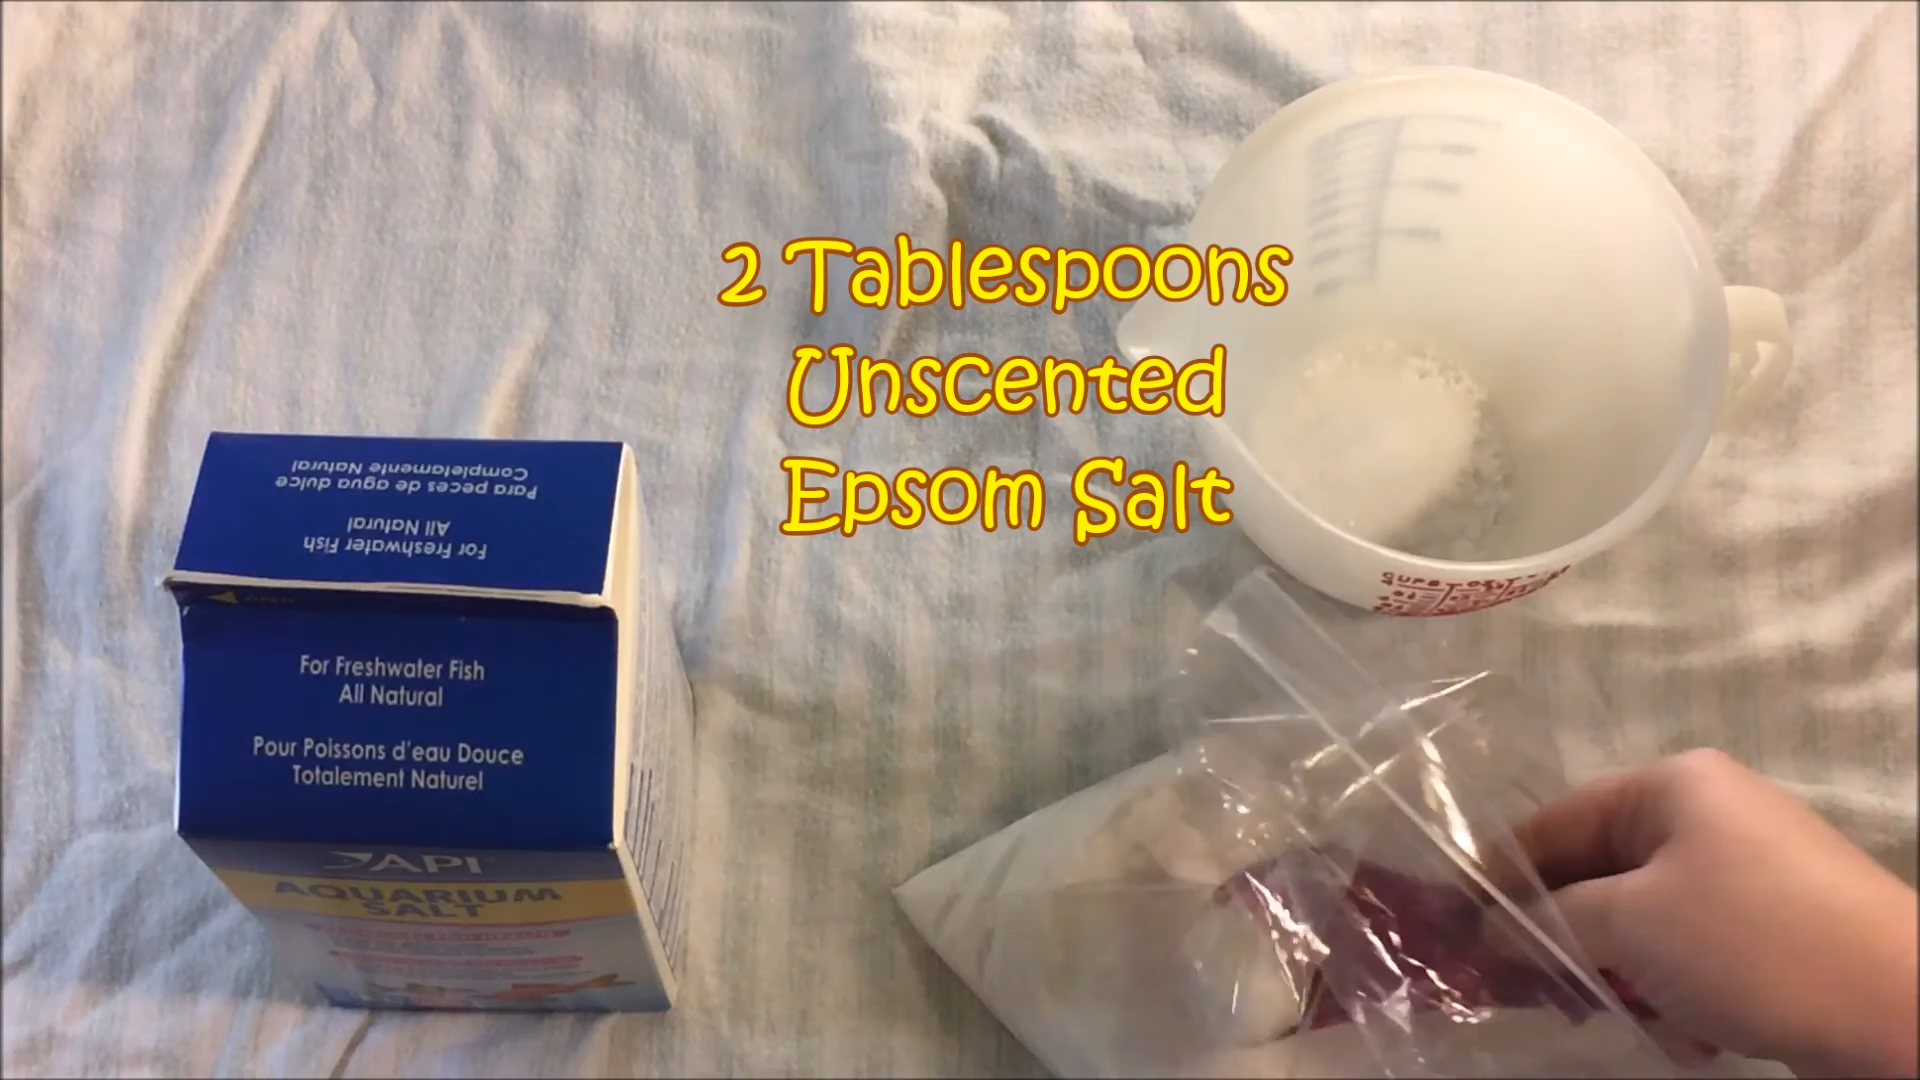 2 Tablespoons
Unscented
Epsom Salt
Para peces de agua dulce
Completamente Natural
For Freshwater Fish
All Natural
For Freshwater Fish
All Natural
Pour Poissons d'eau Douce
Totalement Naturel
API
AQUARIUM
SALT
CUPS